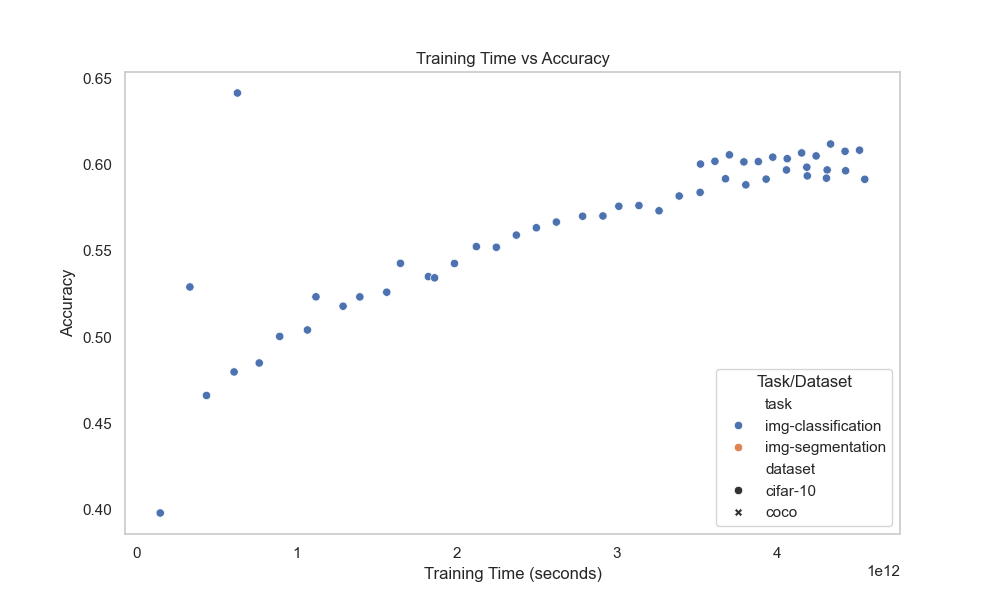 Training Time vs Accuracy
0.65
0.60
0.55
0.50
0.45
0.40
Accuracy
Task/Dataset
task
img-classification
img-segmentation
dataset
cifar-10
coco
0 1 2 3 4
1e12
Training Time (seconds)